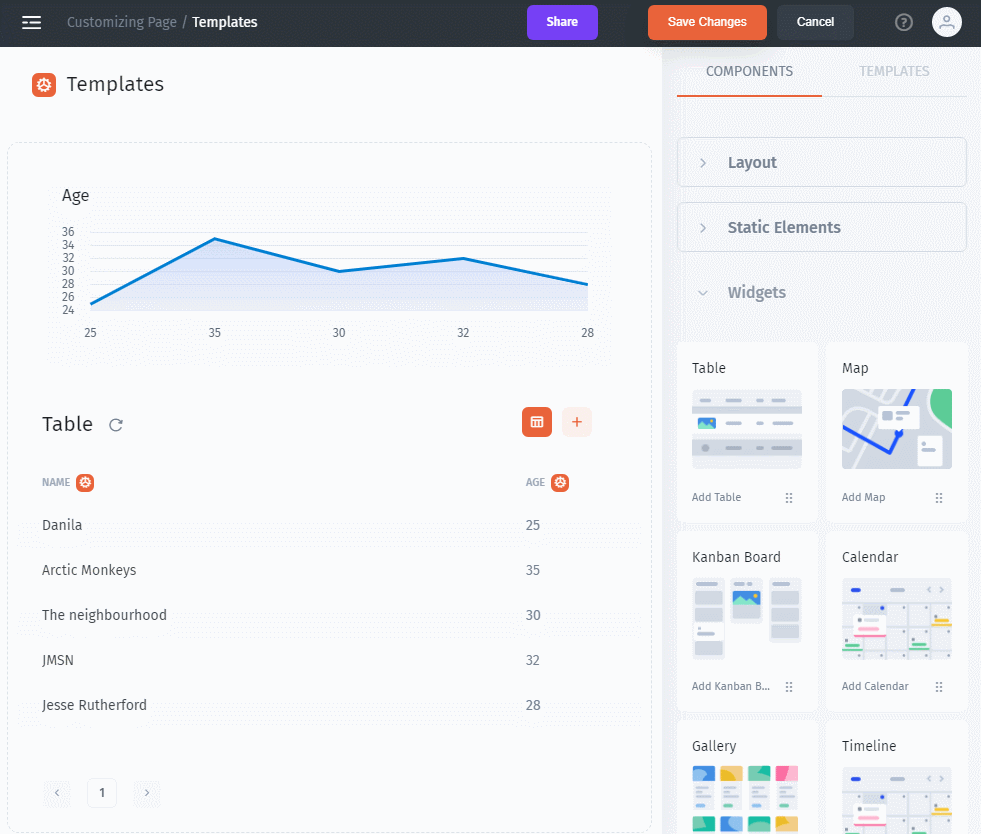 Customizing Page / Templates
Share
Save Changes
Cancel
?
Templates
Age
36
34
32
30
28
26
24
25 35 30 32 28
Table
+
NAME AGE
Danila 25
Arctic Monkeys 35
The neighbourhood 30
JMSN 32
Jesse Rutherford 28
1
COMPONENTS TEMPLATES
Layout
Static Elements
Widgets
Table Map
Add Table Add Map
Kanban Board Calendar
Add Kanban B... Add Calendar
Gallery Timeline